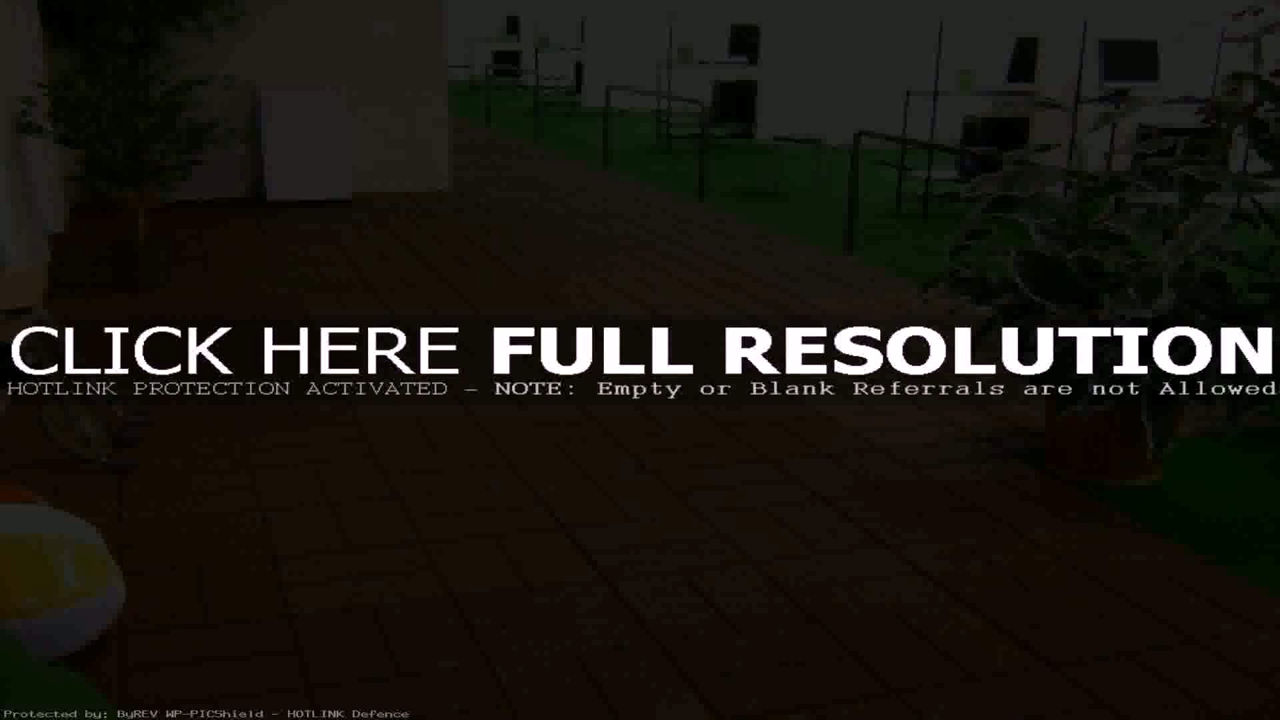 CLICK HERE FULL RESOLUTION
HOTLINK PROTECTION ACTIVATED - NOTE: Empty or Blank Referrals are not Allowed
Protected by: ByREV WP-PICShield - HOTLINK Defence